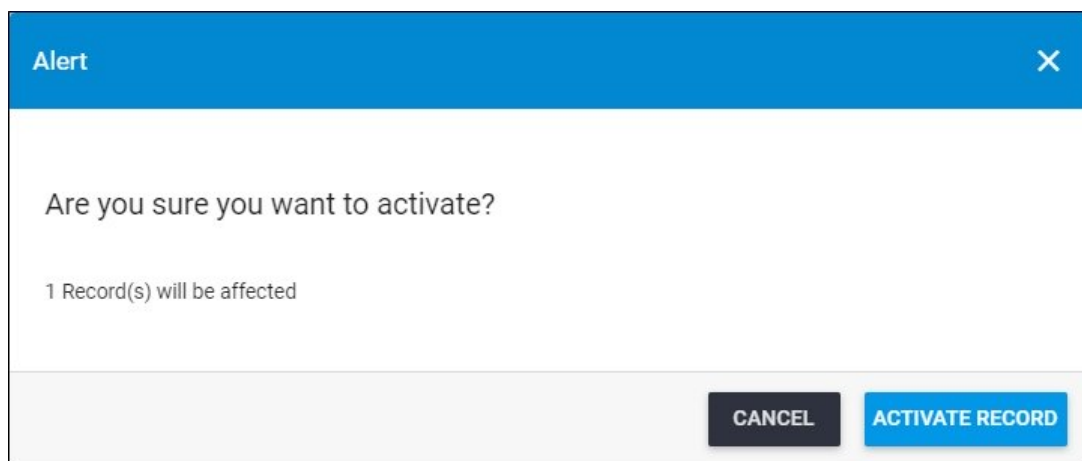 Alert
Are you sure you want to activate?
1 Record(s) will be affected
CANCEL
ACTIVATE RECORD